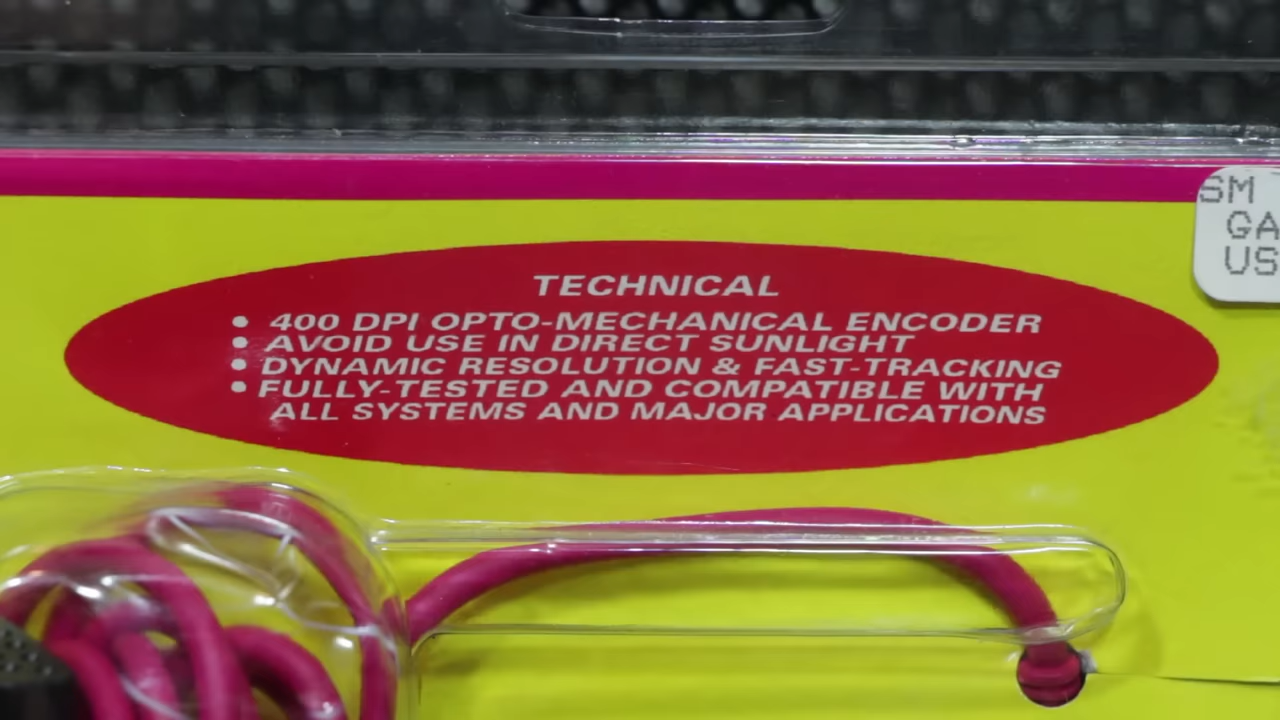 SM
GA
US
TECHNICAL
• 400 DPI OPTO-MECHANICAL ENCODER
• AVOID USE IN DIRECT SUNLIGHT
• DYNAMIC RESOLUTION & FAST-TRACKING
• FULLY-TESTED AND COMPATIBLE WITH
ALL SYSTEMS AND MAJOR APPLICATIONS